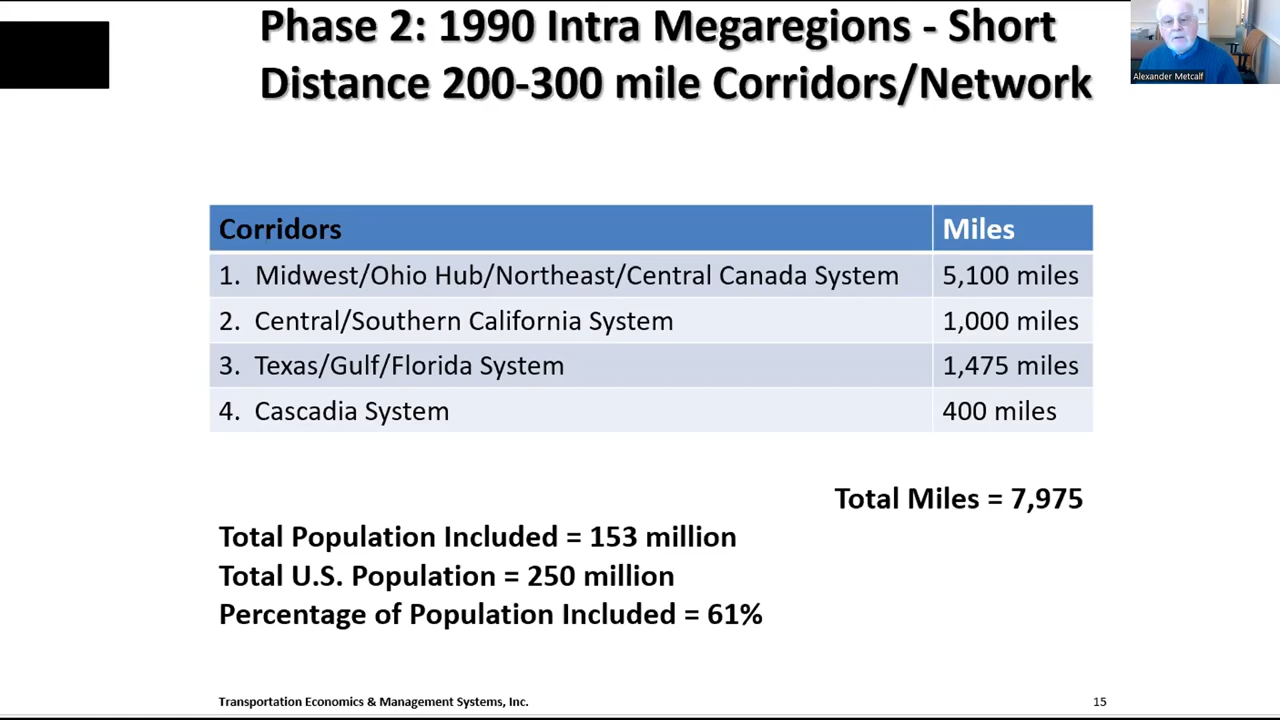 Phase 2: 1990 Intra Megaregions - Short
Distance 200-300 mile Corridors/Network
Alexander Metcalf
Corridors Miles
1. Midwest/Ohio Hub/Northeast/Central Canada System 5,100 miles
2. Central/Southern California System 1,000 miles
3. Texas/Gulf/Florida System 1,475 miles
4. Cascadia System 400 miles
Total Miles = 7,975
Total Population Included = 153 million
Total U.S. Population = 250 million
Percentage of Population Included = 61%
Transportation Economics & Management Systems, Inc. 15